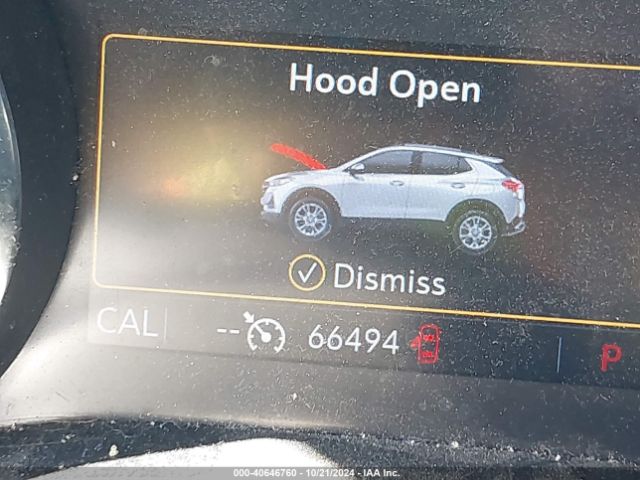 Hood Open
Dismiss
CAL -- 66494 P
000-40646760 - 10/21/2024 - IAA Inc.